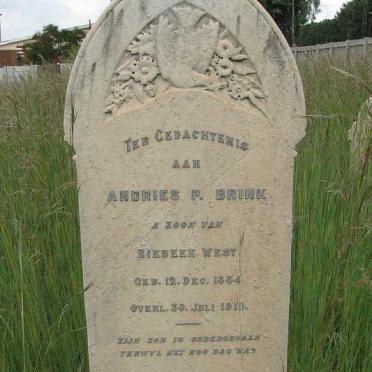 TER GEDACHTENIS
AAN
ANDRIES P. BRINK
A ZOON VAN
RIEBEEK WEST
GEB. 12. DEC. 1854
OVERL. 30. JULI 1911.
ZIJN ZON IS ONDERGEGAAN
TERWYL HET NOG DAG WAS